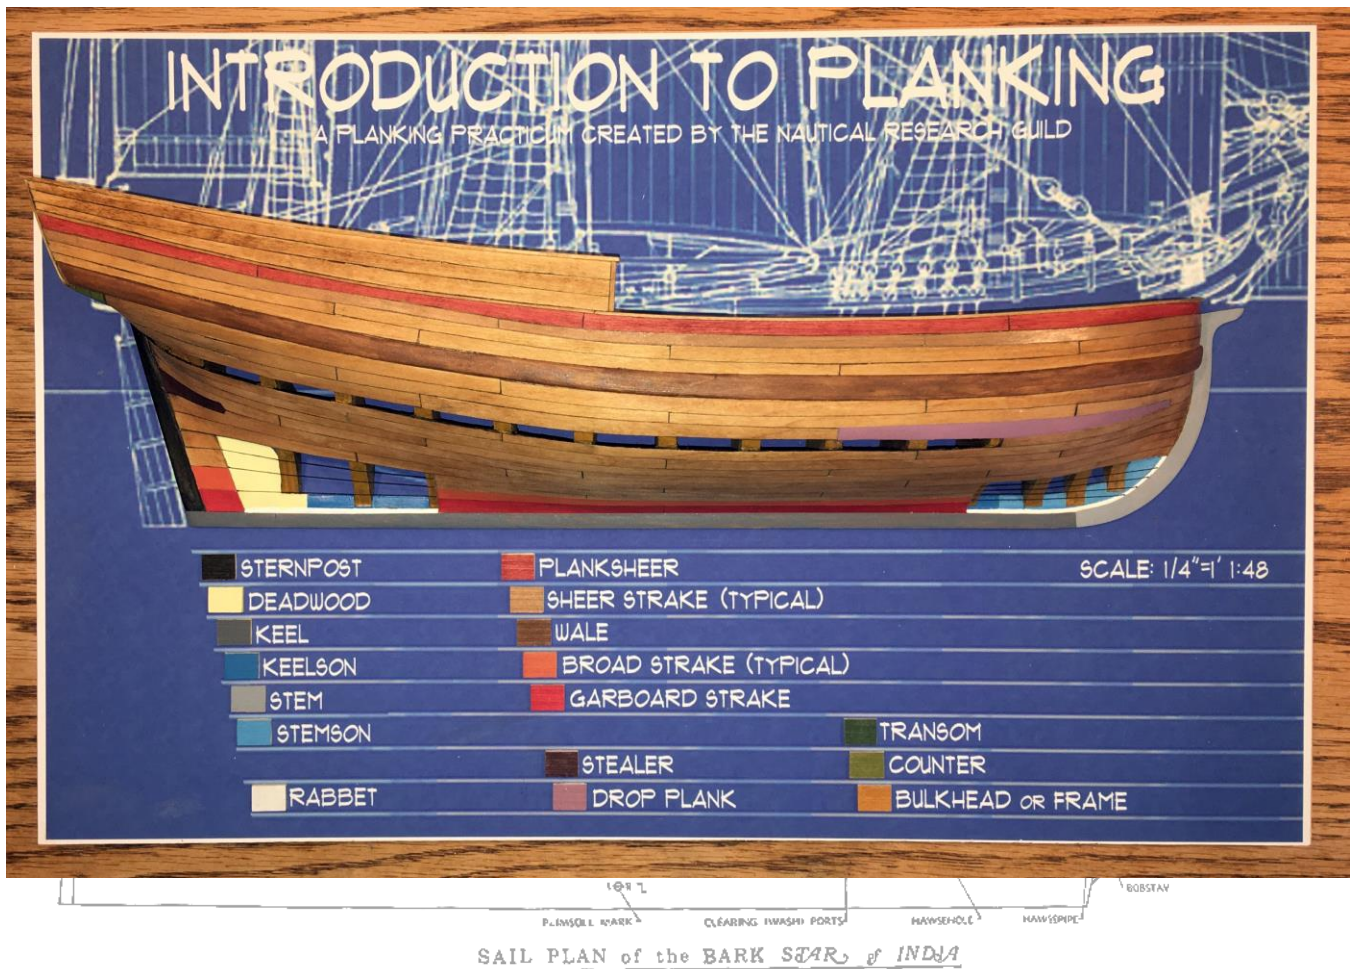 INTRODUCTION TO PLANKING
A PLANKING PRACTICUM CREATED BY THE NAUTICAL RESEARCH GUILD
STERNPOST
PLANKSHEER
SCALE: 1/4"=1' 1:48
DEADWOOD
SHEER STRAKE (TYPICAL)
KEEL
WALE
KEELSON
BROAD STRAKE (TYPICAL)
STEM
GARBOARD STRAKE
STEMSON
TRANSOM
STEALER
COUNTER
RABBET
DROP PLANK
BULKHEAD OR FRAME
BOBSTAY
PLIMSOLL MARK
CLEARING (WASH) PORTS
HAWSEHOLE
HAWSEPIPE
SAIL PLAN of the BARK STAR of INDIA